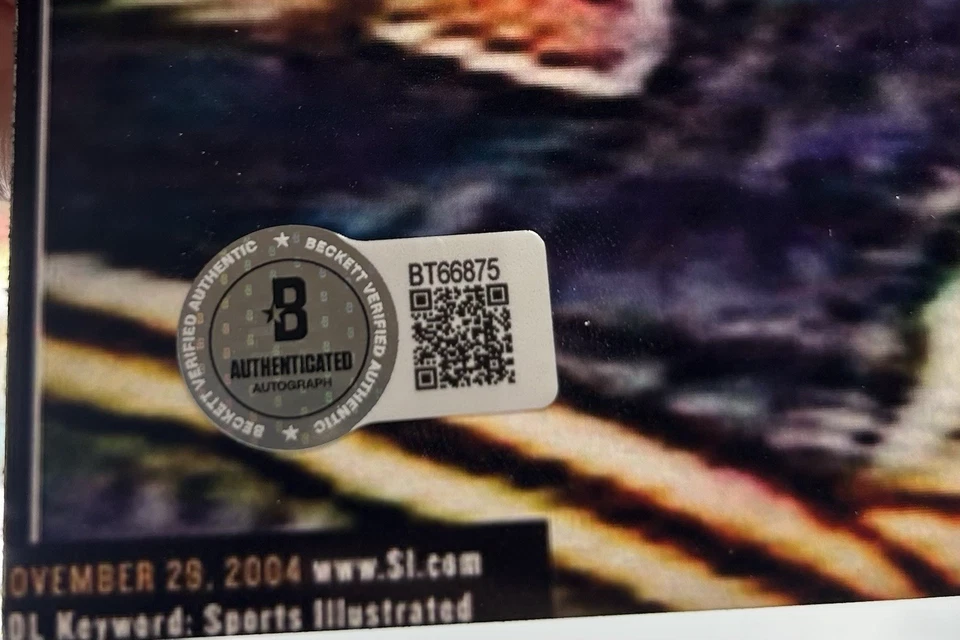 BECKETT VERIFIED AUTHENTIC
BECKETT VERIFIED AUTHENTIC
B
AUTHENTICATED
AUTOGRAPH
BT66875
OVEMBER 29, 2004 www.SI.com
OL Keyword: Sports Illustrated